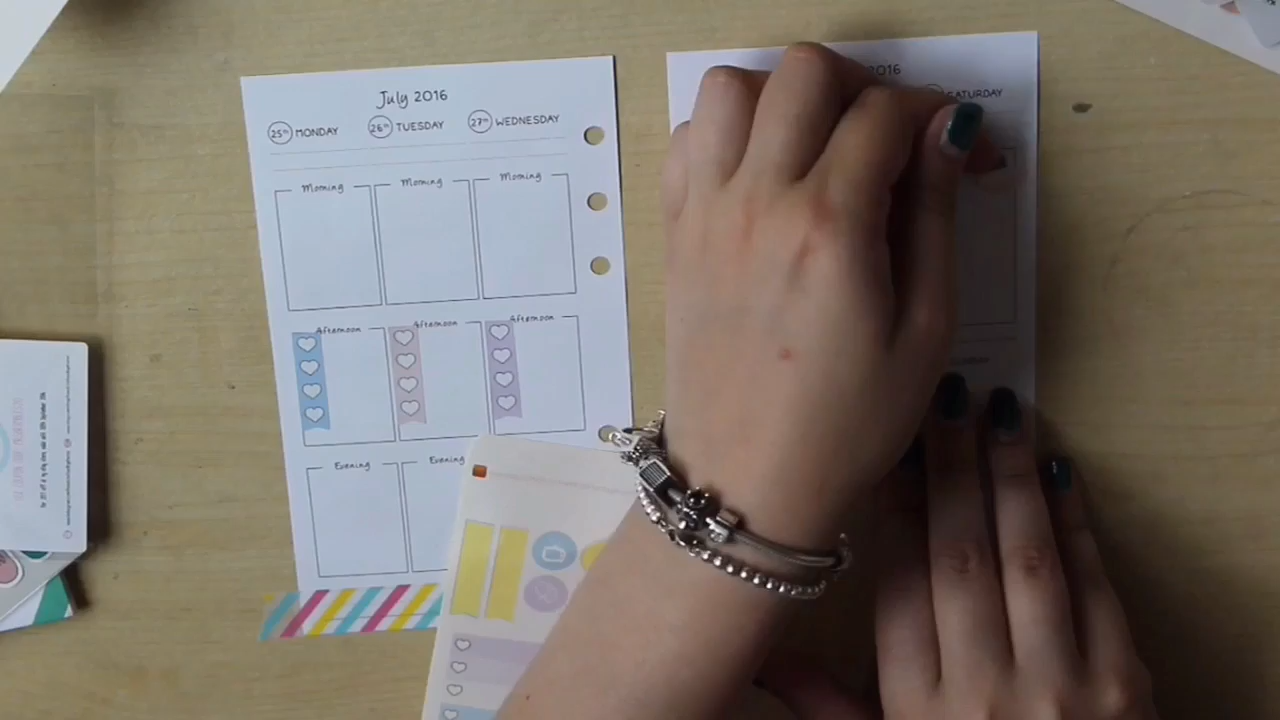 July 2016
25th MONDAY 26th TUESDAY 27th WEDNESDAY
Morning Morning Morning
Afternoon Afternoon Afternoon
Evening Evening
2016
SATURDAY